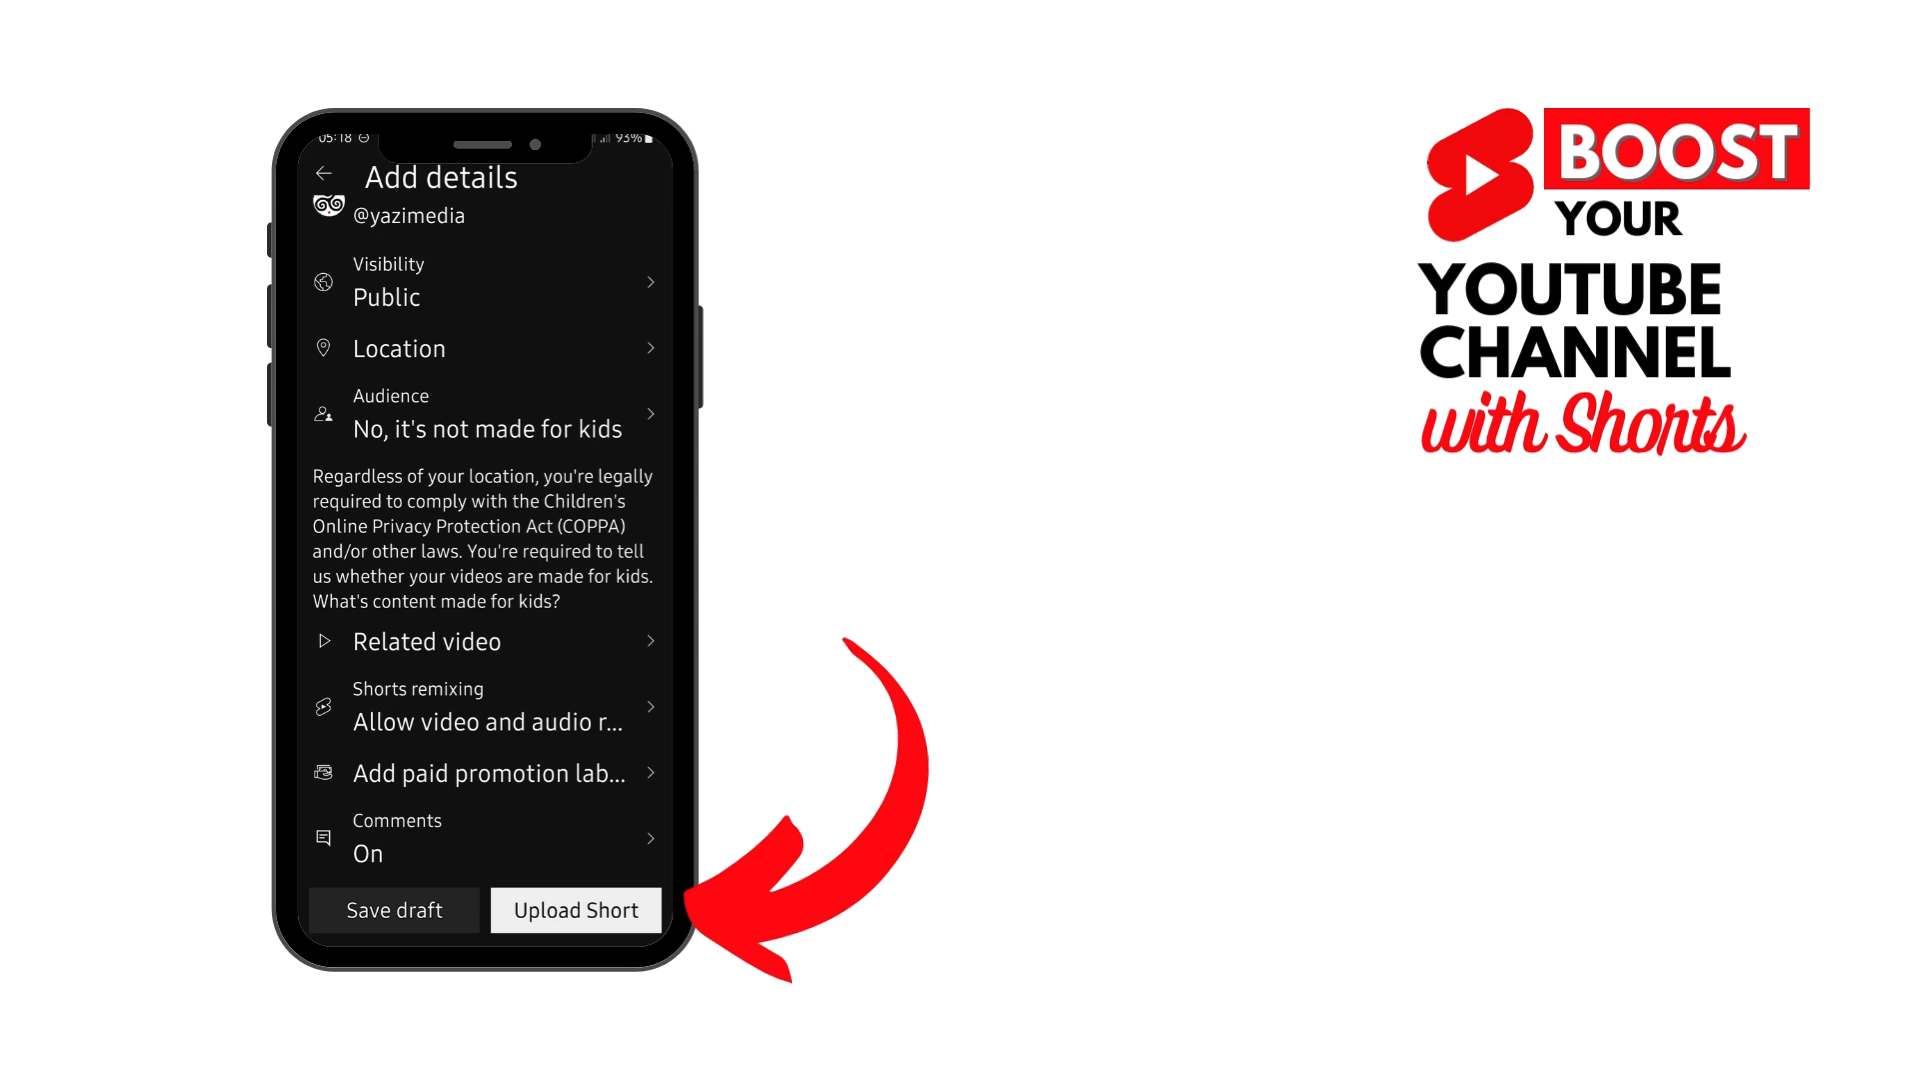 05:18
93%
Add details
@yazimedia
Visibility
Public
Location
Audience
No, it's not made for kids
Regardless of your location, you're legally
required to comply with the Children's
Online Privacy Protection Act (COPPA)
and/or other laws. You're required to tell
us whether your videos are made for kids.
What's content made for kids?
Related video
Shorts remixing
Allow video and audio r...
Add paid promotion lab...
Comments
On
Save draft
Upload Short
BOOST
YOUR
YOUTUBE
CHANNEL
with Shorts